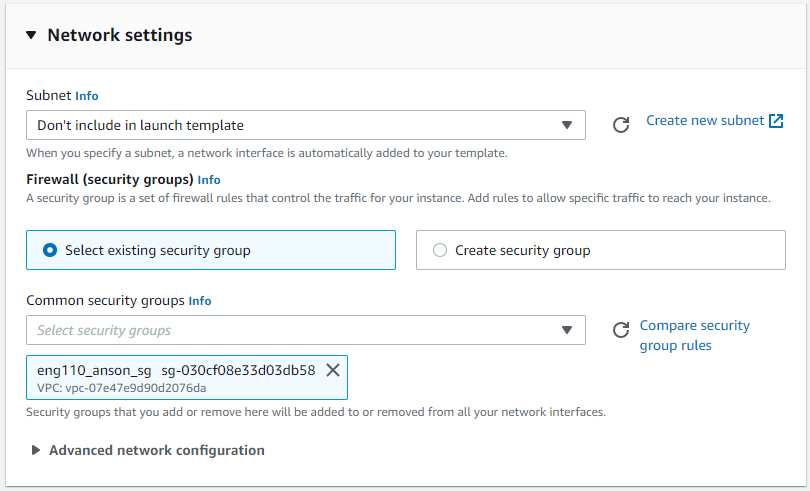 Network settings
Subnet Info
Don't include in launch template
Create new subnet
When you specify a subnet, a network interface is automatically added to your template.
Firewall (security groups) Info
A security group is a set of firewall rules that control the traffic for your instance. Add rules to allow specific traffic to reach your instance.
Select existing security group
Create security group
Common security groups Info
Select security groups
Compare security
group rules
eng110_anson_sg sg-030cf08e33d03db58
VPC: vpc-07e47e9d90d2076da
Security groups that you add or remove here will be added to or removed from all your network interfaces.
Advanced network configuration